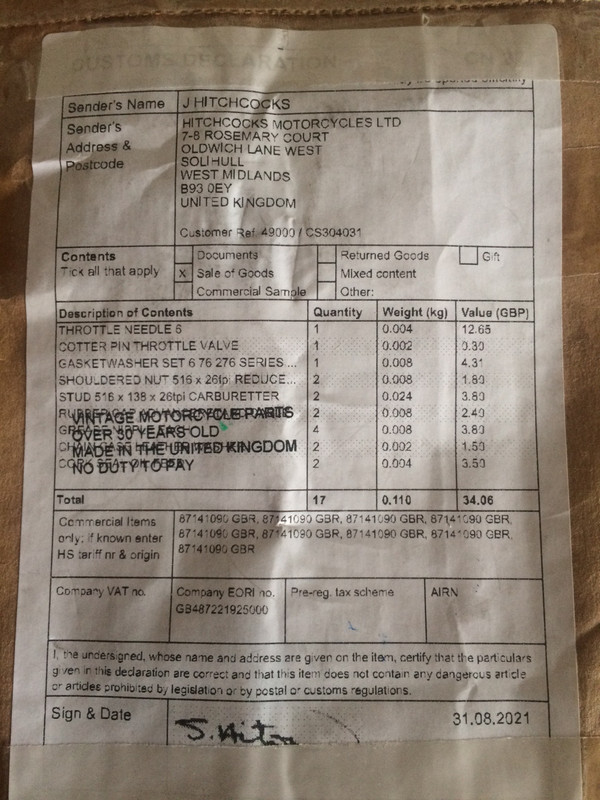 CUSTOMS DECLARATION
Sender's Name J HITCHCOCKS
Sender's Address & Postcode
HITCHCOCKS MOTORCYCLES LTD
7-8 ROSEMARY COURT
OLDWICH LANE WEST
SOLIHULL
WEST MIDLANDS
B93 0EY
UNITED KINGDOM
Customer Ref 49000 / CS304031
Contents
Tick all that apply
Documents
X Sale of Goods
Commercial Sample
Returned Goods
Mixed content
Other:
Gift
Description of Contents Quantity Weight (kg) Value (GBP)
THROTTLE NEEDLE 6 1 0.004 12.65
COTTER PIN THROTTLE VALVE 1 0.002 0.30
GASKETWASHER SET 6 76 276 SERIES.... 1 0.008 4.31
SHOULDERED NUT 516 x 26tpi REDUCE... 2 0.008 1.80
STUD 516 x 138 x 26tpi CARBURETTER 2 0.024 3.80
2 0.008 2.40
4 0.008 3.80
2 0.002 1.50
2 0.004 3.50
VINTAGE MOTORCYCLE PARTS
OVER 30 YEARS OLD
MADE IN THE UNITED KINGDOM
NO DUTY TO PAY
Total 17 0.110 34.06
Commercial Items
only; if known enter
HS tariff nr & origin
87141090 GBR, 87141090 GBR, 87141090 GBR, 87141090 GBR,
87141090 GBR, 87141090 GBR, 87141090 GBR, 87141090 GBR,
87141090 GBR
Company VAT no.
Company EORI no.
GB487221925000
Pre-reg. tax scheme
AIRN
I, the undersigned, whose name and address are given on the item, certify that the particulars
given in this declaration are correct and that this item does not contain any dangerous article
or articles prohibited by legislation or by postal or customs regulations.
Sign & Date
31.08.2021